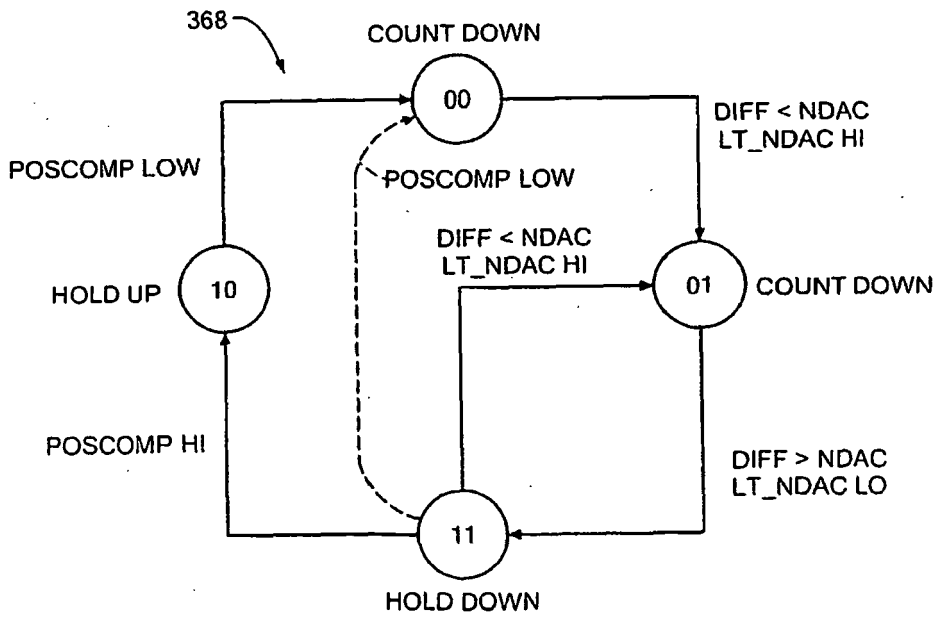 368
COUNT DOWN
00
DIFF < NDAC
LT_NDAC HI
POSCOMP LOW
POSCOMP LOW
DIFF < NDAC
LT_NDAC HI
HOLD UP
10
01
COUNT DOWN
POSCOMP HI
DIFF > NDAC
LT_NDAC LO
11
HOLD DOWN